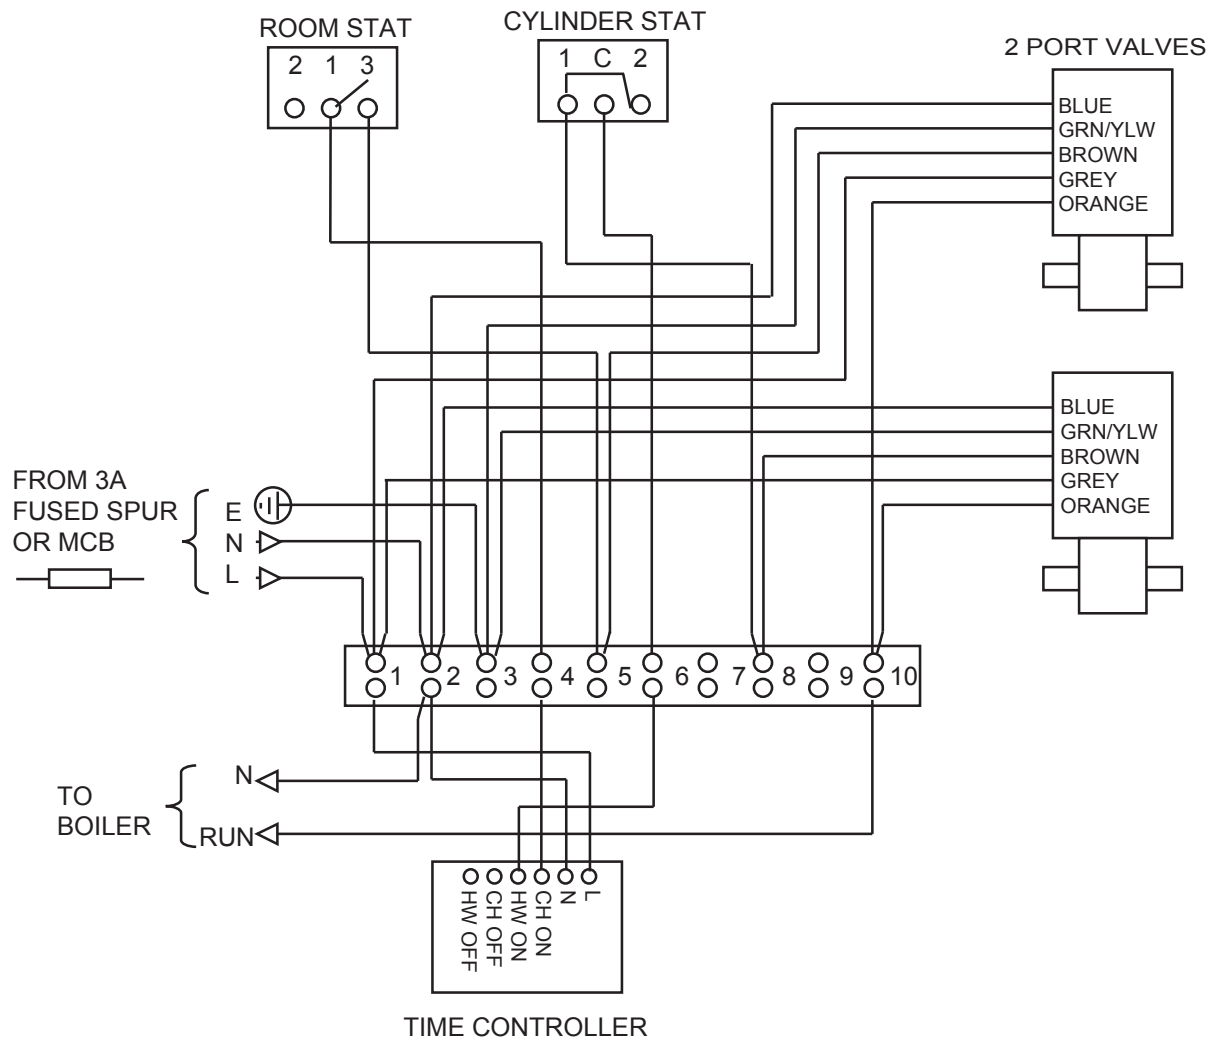 ROOM STAT
2 1 3
CYLINDER STAT
1 C 2
2 PORT VALVES
BLUE
GRN/YLW
BROWN
GREY
ORANGE
BLUE
GRN/YLW
BROWN
GREY
ORANGE
FROM 3A
FUSED SPUR
OR MCB
E
N
L
1 2 3 4 5 6 7 8 9 10
TO
BOILER
N
RUN
HW OFF
CH OFF
HW ON
CH ON
N
L
TIME CONTROLLER